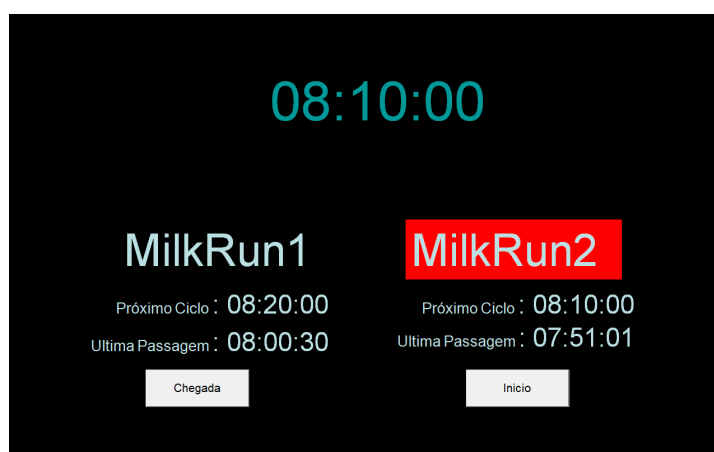 08:10:00
MilkRun1
Próximo Ciclo : 08:20:00
Ultima Passagem : 08:00:30
Chegada
MilkRun2
Próximo Ciclo : 08:10:00
Ultima Passagem : 07:51:01
Inicio